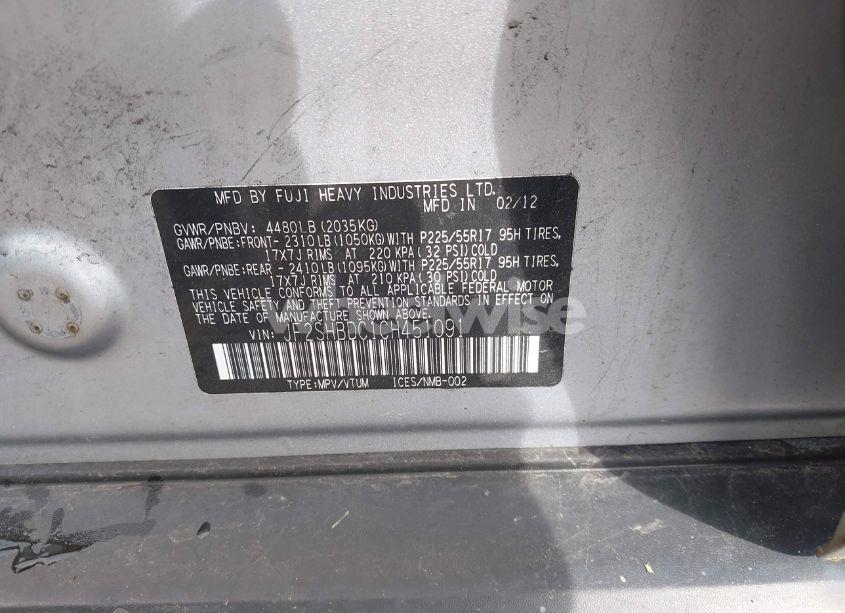 MFD BY FUJI HEAVY INDUSTRIES LTD.
MFD IN 02/12
GVWR/PNBV: 4480LB(2035KG)
GAWR/PNBE:FRONT- 2310LB(1050KG)WITH P225/55R17 95H TIRES,
17X7J RIMS AT 220 KPA(32 PSI)COLD
GAWR/PNBE:REAR - 2410LB(1095KG)WITH P225/55R17 95H TIRES,
17X7J RIMS AT 210 KPA(30 PSI)COLD
THIS VEHICLE CONFORMS TO ALL APPLICABLE FEDERAL MOTOR
VEHICLE SAFETY AND THEFT PREVENTION STANDARDS IN EFFECT ON
THE DATE OF MANUFACTURE SHOWN ABOVE.
VIN:
TYPE:MPV/VTUM ICES/NMB-002